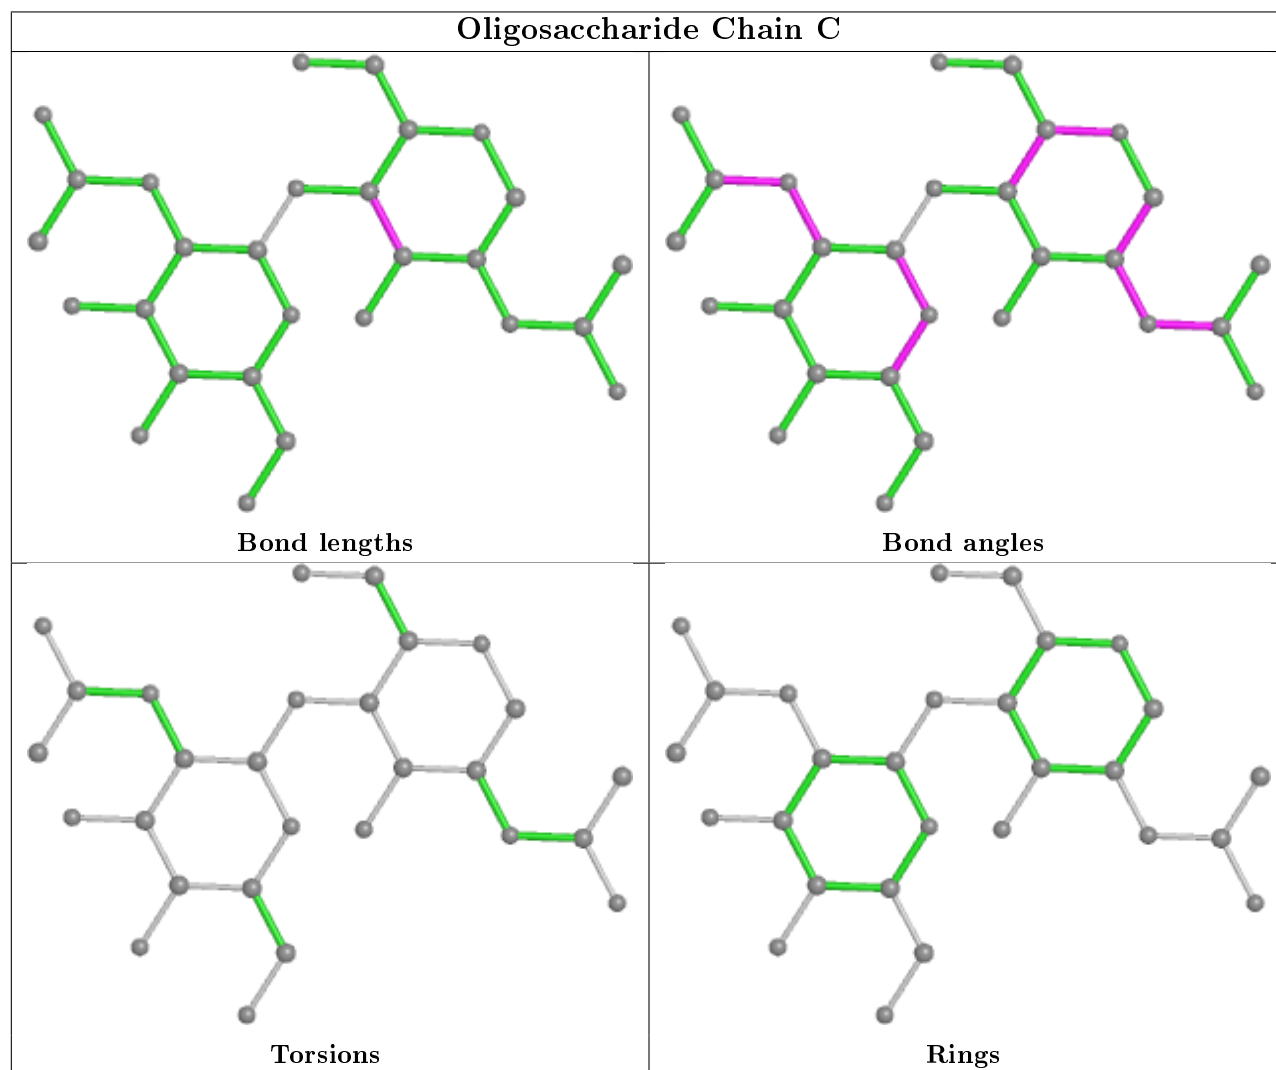 Oligosaccharide Chain C
Bond lengths
Bond angles
Torsions
Rings